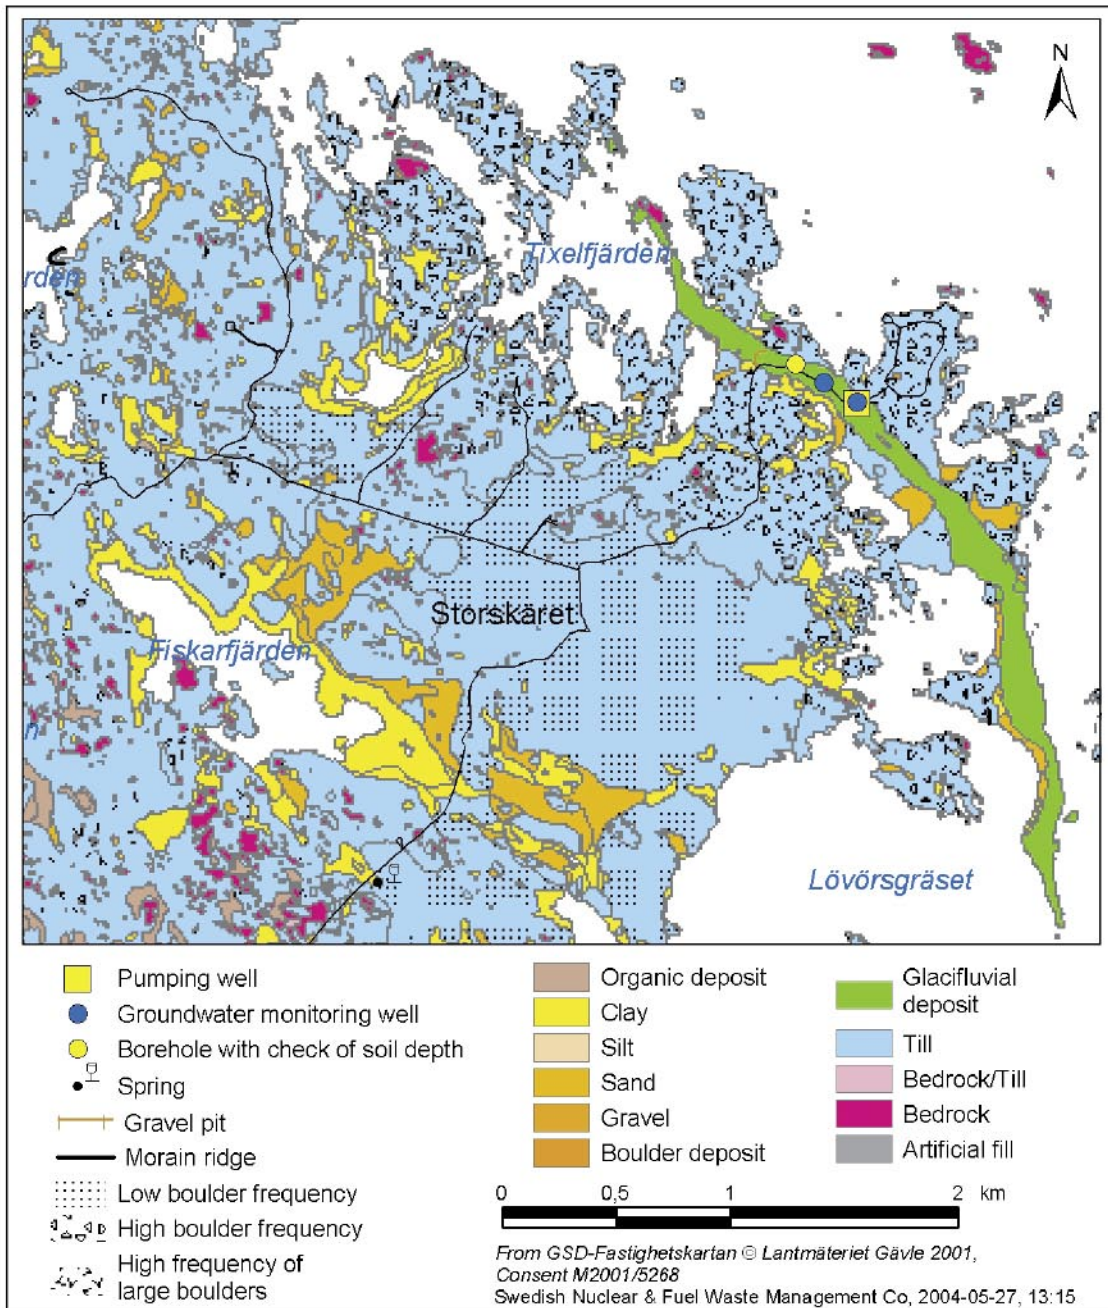 N
Tixelfjärden
rden
Storskäret
Fiskarfjärden
n
Lövörsgräset
Pumping well
Groundwater monitoring well
Borehole with check of soil depth
Spring
Gravel pit
Morain ridge
Low boulder frequency
High boulder frequency
High frequency of
large boulders
Organic deposit
Clay
Silt
Sand
Gravel
Boulder deposit
Glacifluvial
deposit
Till
Bedrock/Till
Bedrock
Artificial fill
0 0,5 1 2 km
From GSD-Fastighetskartan © Lantmäteriet Gävle 2001,
Consent M2001/5268
Swedish Nuclear & Fuel Waste Management Co, 2004-05-27, 13:15